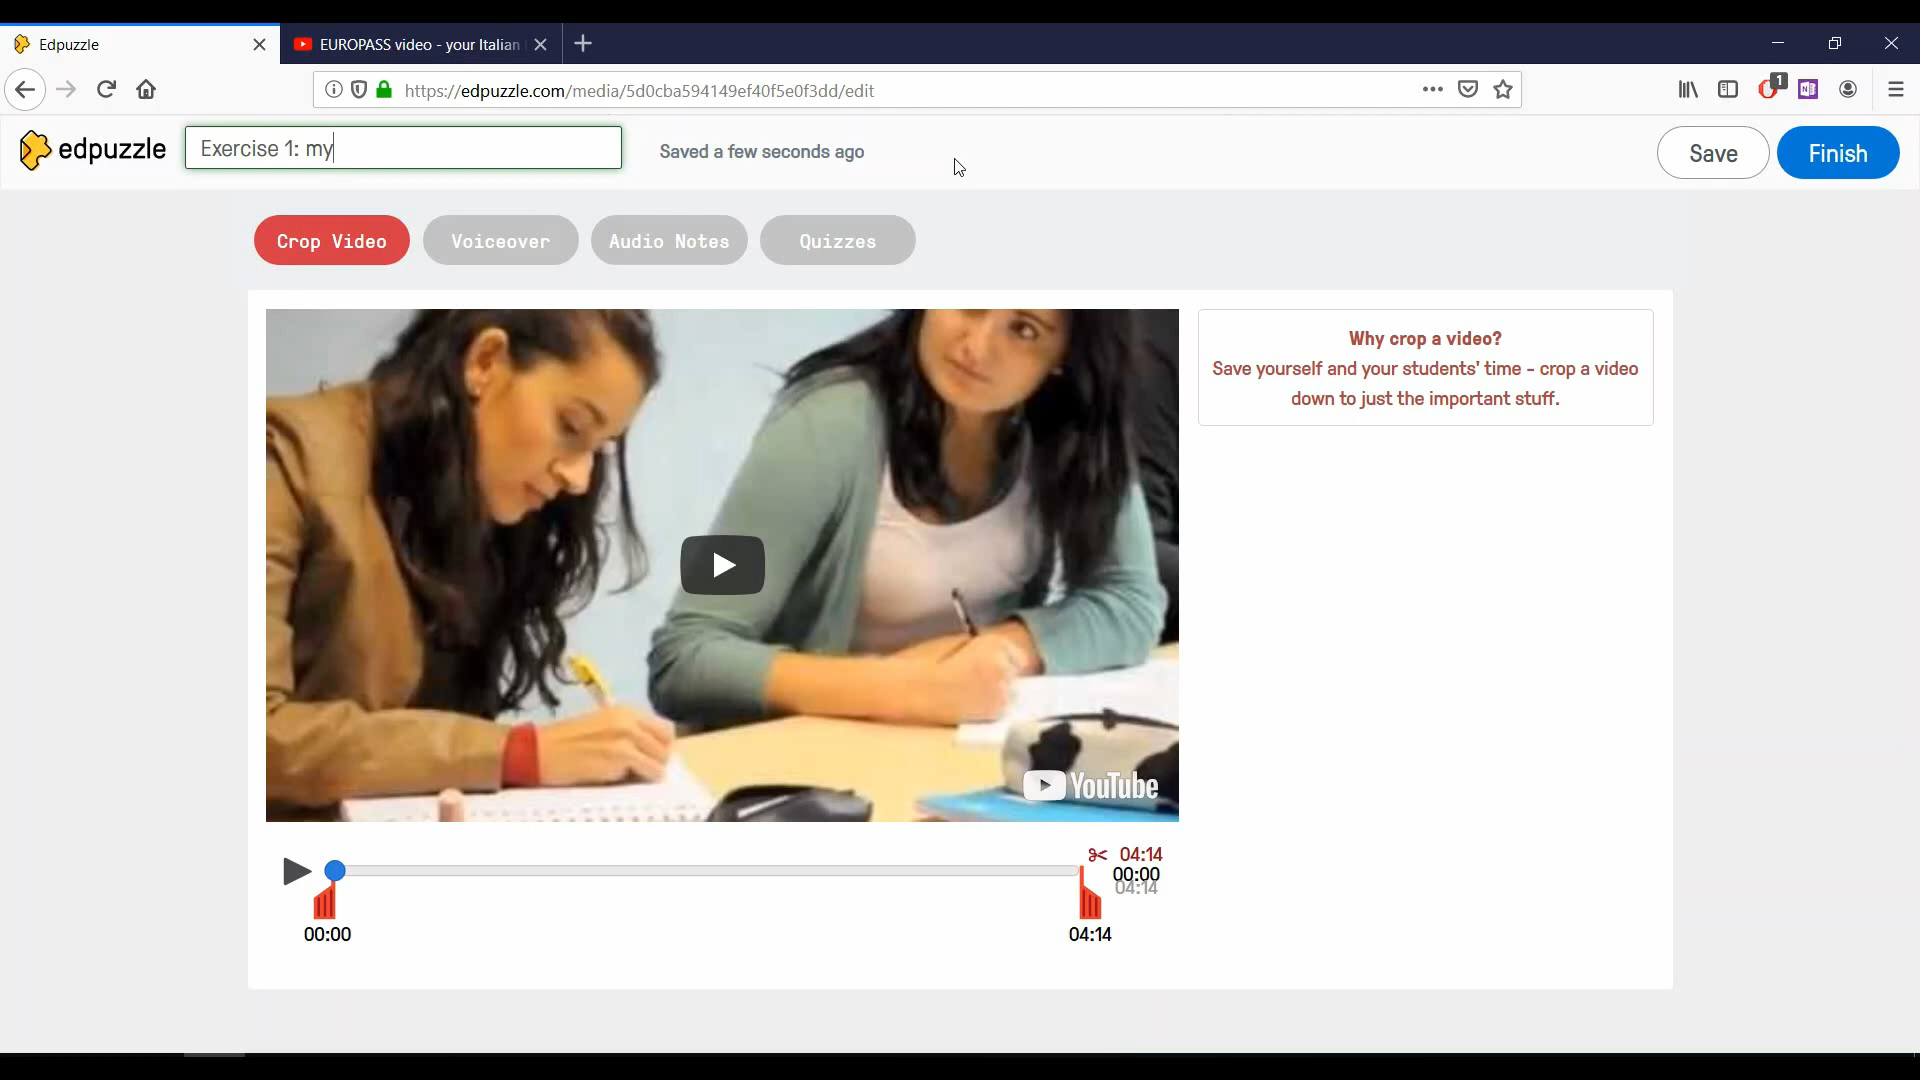 Edpuzzle
EUROPASS video - your Italian
1
https://edpuzzle.com/media/5d0cba594149ef40f5e0f3dd/edit
edpuzzle
Exercise 1: my
Saved a few seconds ago
Save
Finish
Crop Video
Voiceover
Audio Notes
Quizzes
Why crop a video?
Save yourself and your students' time - crop a video
down to just the important stuff.
YouTube
04:14
00:00
04:14
00:00
04:14